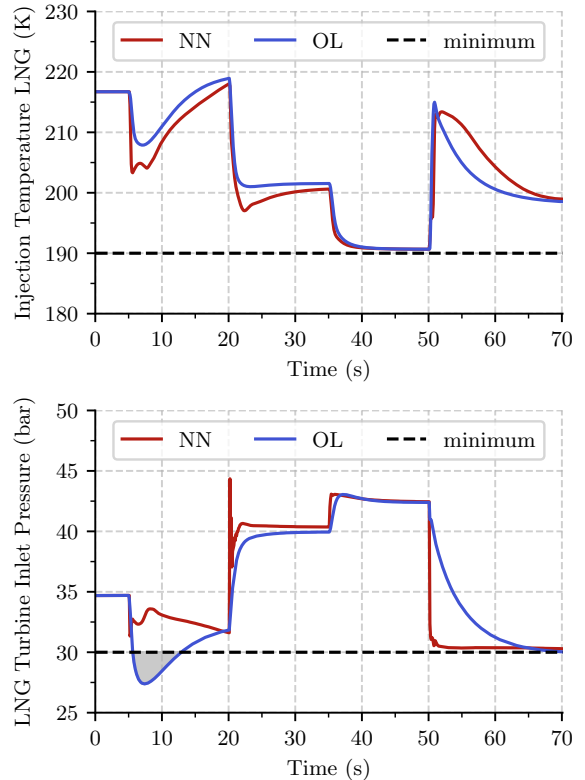 Injection Temperature LNG (K)
230
220
210
200
190
180
NN
OL
minimum
0
10
20
30
40
50
60
70
Time (s)
LNG Turbine Inlet Pressure (bar)
50
45
40
35
30
25
NN
OL
minimum
0
10
20
30
40
50
60
70
Time (s)